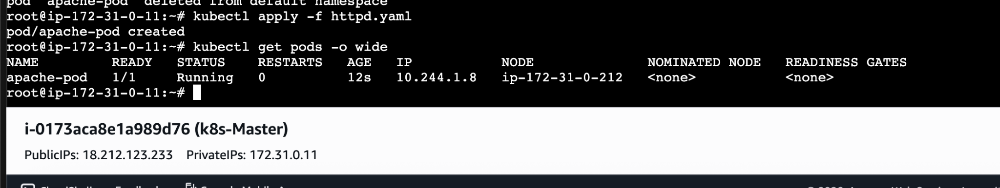 pod "apache-pod" deleted from default namespace
root@ip-172-31-0-11:~# kubectl apply -f httpd.yaml
pod/apache-pod created
root@ip-172-31-0-11:~# kubectl get pods -o wide
NAME READY STATUS RESTARTS AGE IP NODE NOMINATED NODE READINESS GATES
apache-pod 1/1 Running 0 12s 10.244.1.8 ip-172-31-0-212 <none> <none>
root@ip-172-31-0-11:~#
i-0173aca8e1a989d76 (k8s-Master)
PublicIPs: 18.212.123.233 PrivateIPs: 172.31.0.11